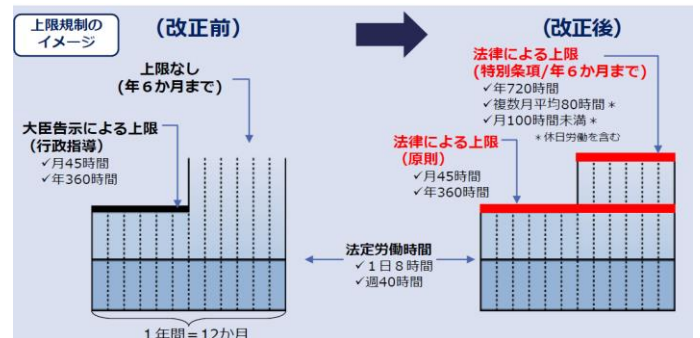 上限規制の
イメージ
(改正前)
(改正後)
上限なし
(年6か月まで)
大臣告示による上限
(行政指導)
✓月45時間
✓年360時間
法律による上限
(特別条項/年6か月まで)
✓年720時間
✓複数月平均80時間*
✓月100時間未満*
*休日労働を含む
法律による上限
(原則)
✓月45時間
✓年360時間
法定労働時間
✓1日8時間
✓週40時間
1年間=12か月